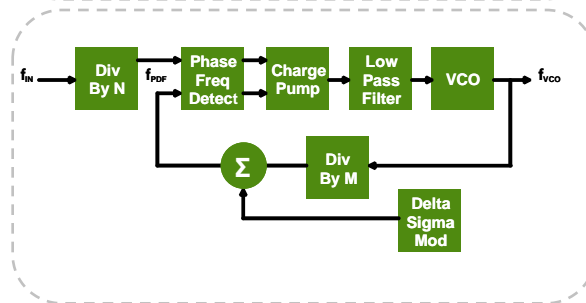 fIN
Div
By N
fPDF
Phase
Freq
Detect
Charge
Pump
Low
Pass
Filter
VCO
fVCO
Σ
Div
By M
Delta
Sigma
Mod